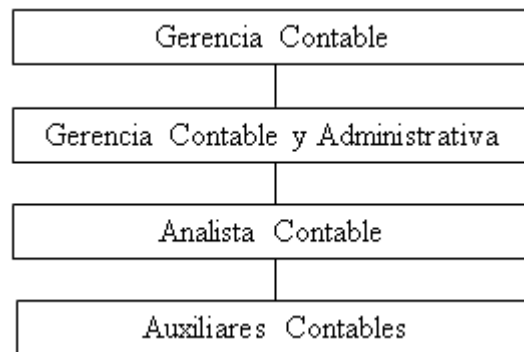 Gerencia Contable
Gerencia Contable y Administrativa
Analista Contable
Auxiliares Contables